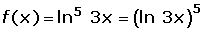 f(x) = ln⁵ 3x = (ln 3x)⁵